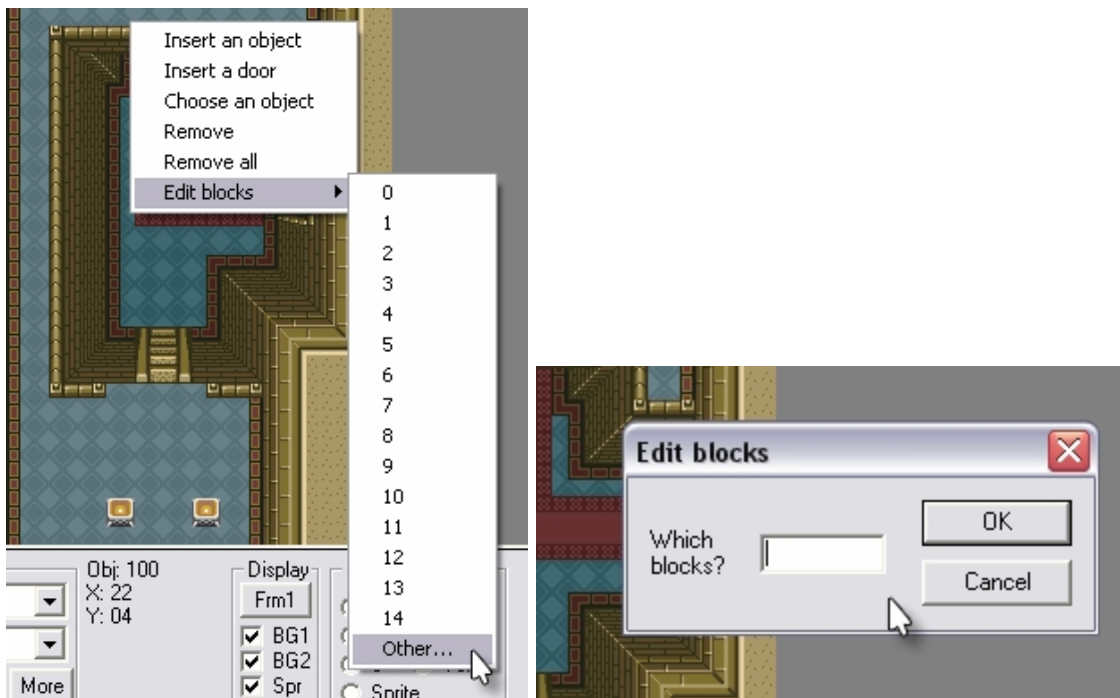 Insert an object
Insert a door
Choose an object
Remove
Remove all
Edit blocks
0
1
2
3
4
5
6
7
8
9
10
11
12
13
14
Other...
Obj: 100
X: 22
Y: 04
More
Display
Frm1
BG1
BG2
Spr
Sprite
Edit blocks
Which
blocks?
OK
Cancel